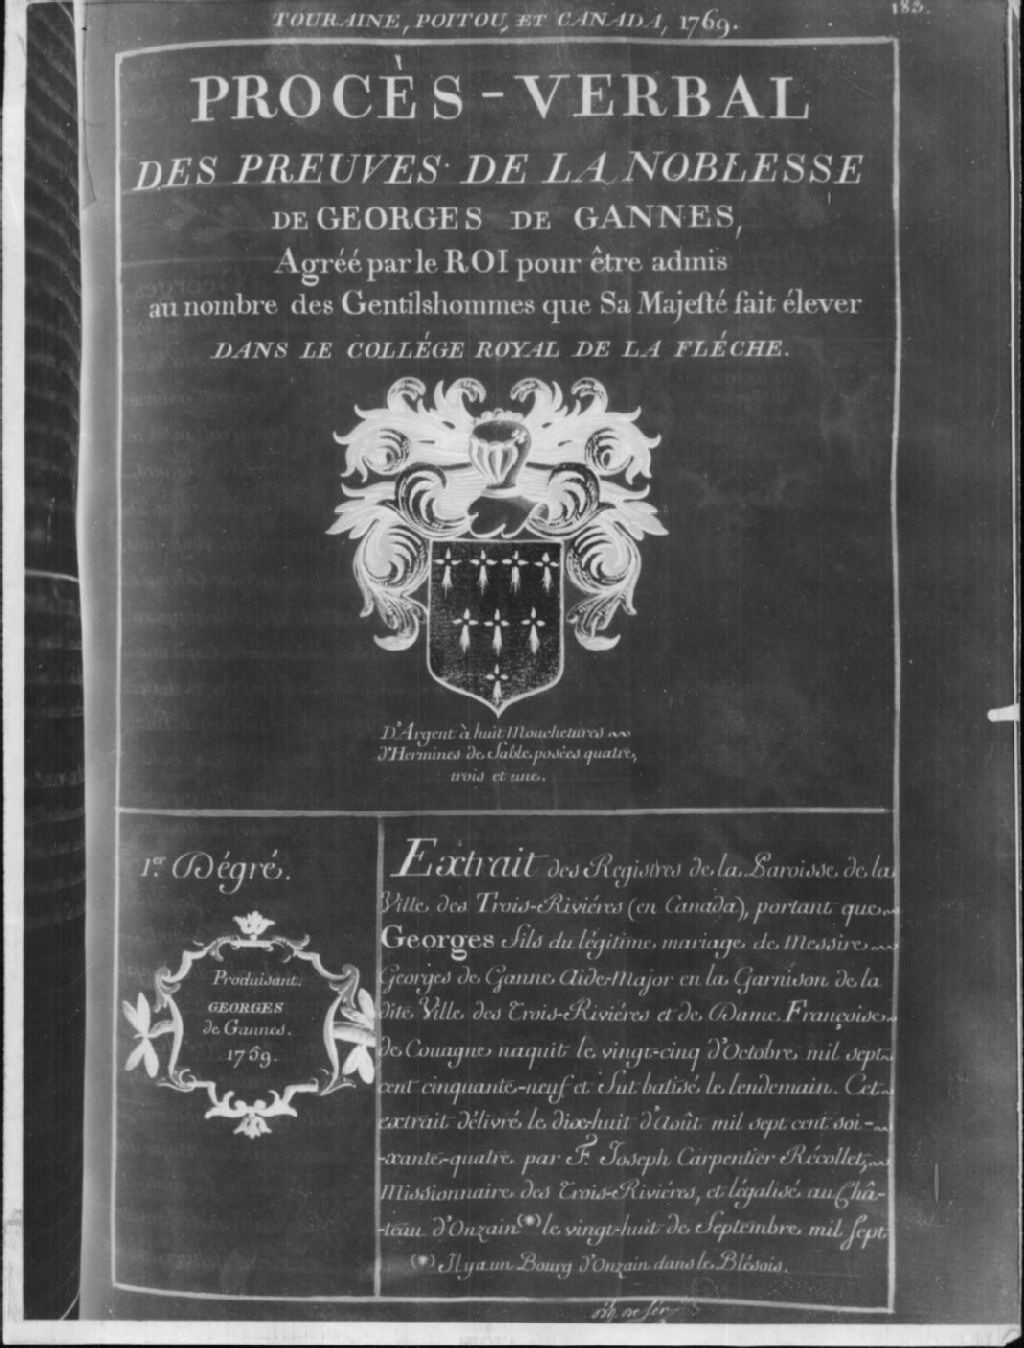 TOURAINE, POITOU, ET CANADA, 1769.
183.
PROCÈS-VERBAL
DES PREUVES DE LA NOBLESSE
DE GEORGES DE GANNES,
Agréé par le ROI pour être admis
au nombre des Gentilshommes que Sa Majesté fait élever
DANS LE COLLÉGE ROYAL DE LA FLÉCHE.
D'Argent à huit Mouchetures
d'Hermines de Sable, posées quatre,
trois et une.
1.er Dégré.
Produisant.
GEORGES
de Gannes.
1759.
Extrait des Registres de la Paroisse de la
Ville des Trois-Riviéres (en Canada), portant que
Georges fils du légitime mariage de Messire
Georges de Ganne Aide-Major en la Garnison de la
dite Ville des Trois-Riviéres et de Dame Françoise
de Couagne naquit le vingt-cinq d'Octobre mil sept
cent cinquante-neuf et fut batisé le lendemain. Cet
extrait délivré le dix-huit d'Août mil sept cent soi-
-xante-quatre par F. Joseph Carpentier Récollet,
Missionnaire des Trois-Riviéres, et légalisé au Châ-
-teau d'Onzain (*) le vingt-huit de Septembre mil sept
(*) Il y a un Bourg d'Onzain dans le Blésois.